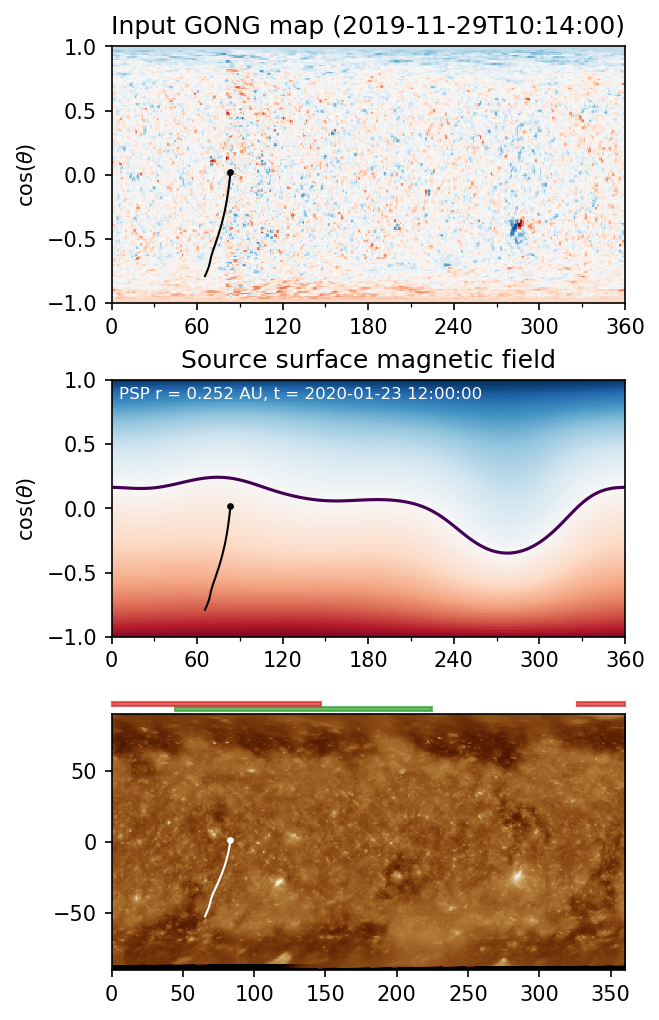 Input GONG map (2019-11-29T10:14:00)
1.0
0.5
0.0
−0.5
−1.0
cos(θ)
0 60 120 180 240 300 360
Source surface magnetic field
PSP r = 0.252 AU, t = 2020-01-23 12:00:00
1.0
0.5
0.0
−0.5
−1.0
cos(θ)
0 60 120 180 240 300 360
50
0
−50
0 50 100 150 200 250 300 350